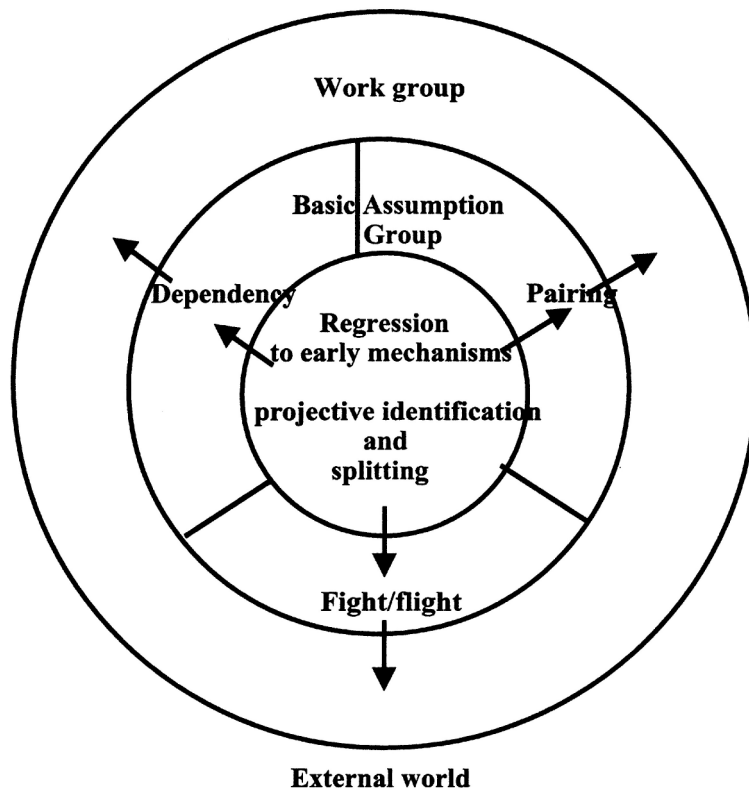 Work group
Basic Assumption
Group
Dependency
Pairing
Regression
to early mechanisms
projective identification
and
splitting
Fight/flight
External world